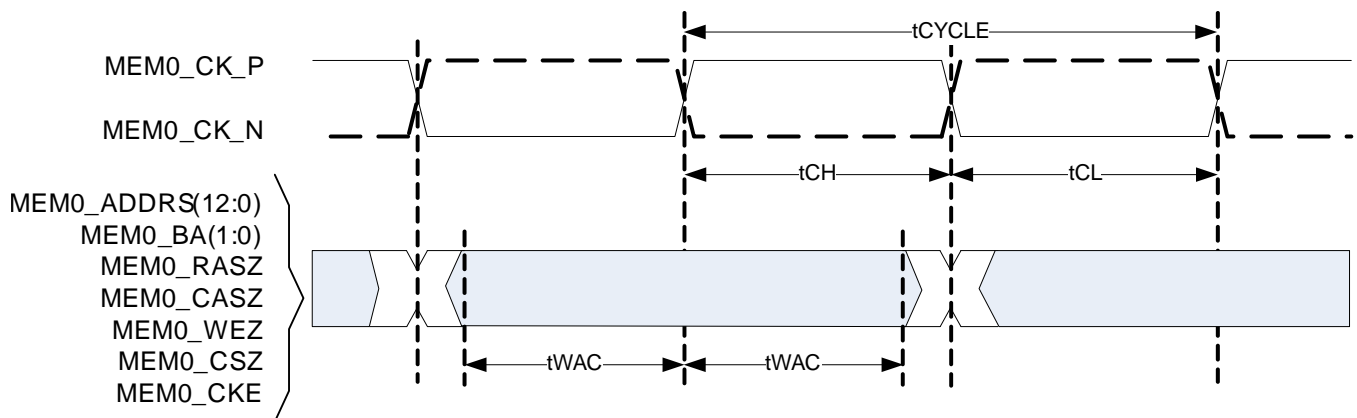 tCYCLE
MEM0_CK_P
MEM0_CK_N
tCH
tCL
MEM0_ADDRS(12:0)
MEM0_BA(1:0)
MEM0_RASZ
MEM0_CASZ
MEM0_WEZ
MEM0_CSZ
MEM0_CKE
tWAC
tWAC